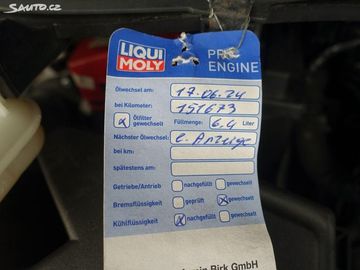 SAUTO.CZ
LIQUI MOLY
PRO ENGINE
Ölwechsel am: 17.06.24
bei Kilometer: 151673
Ölfilter gewechselt Füllmenge: 6.4 Liter
Nächster Ölwechsel: e-Anzeige
bei km:
spätestens am:
Getriebe/Antrieb nachgefüllt gewechselt
Bremsflüssigkeit geprüft gewechselt
Kühlflüssigkeit nachgefüllt gewechselt
Birk GmbH